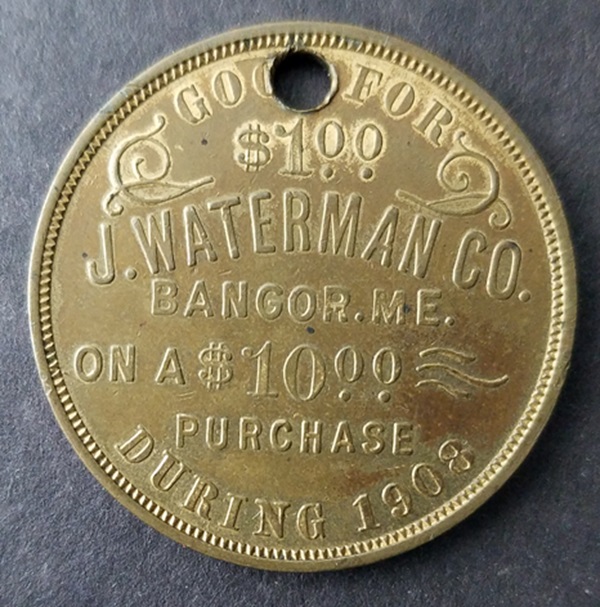 GOOD FOR
$1.00
J. WATERMAN CO.
BANGOR. ME.
ON A $10.00
PURCHASE
DURING 1908